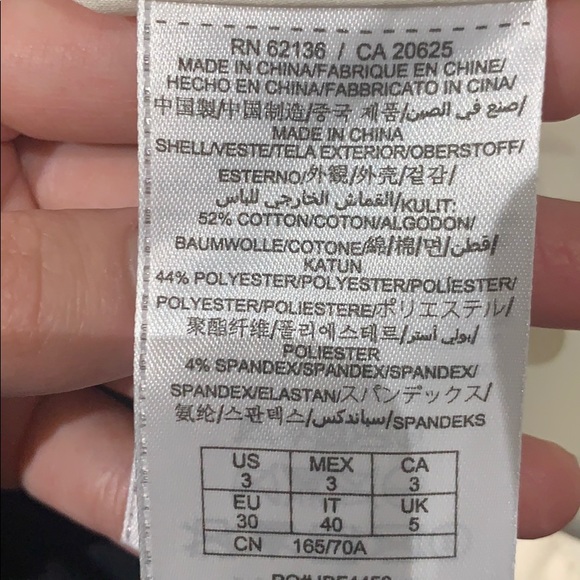 RN 62136 / CA 20625
MADE IN CHINA/FABRIQUE EN CHINE/
HECHO EN CHINA/FABBRICATO IN CINA/
中国製/中国制造/중국 제품/صنع في الصين/
MADE IN CHINA
SHELL/VESTE/TELA EXTERIOR/OBERSTOFF/
ESTERNO/外観/外壳/겉감/
القماش الخارجي للباس/KULIT:
52% COTTON/COTON/ALGODON/
BAUMWOLLE/COTONE/綿/棉/면/قطن/
KATUN
44% POLYESTER/POLYESTER/POLÍESTER/
POLYESTER/POLIESTERE/ポリエステル/
聚酯纤维/폴리에스테르/بولي أستر/
POLIESTER
4% SPANDEX/SPANDEX/SPANDEX/
SPANDEX/ELASTAN/スパンデックス/
氨纶/스판덱스/سباندكس/SPANDEKS
US MEX CA
3 3 3
EU IT UK
30 40 5
CN 165/70A